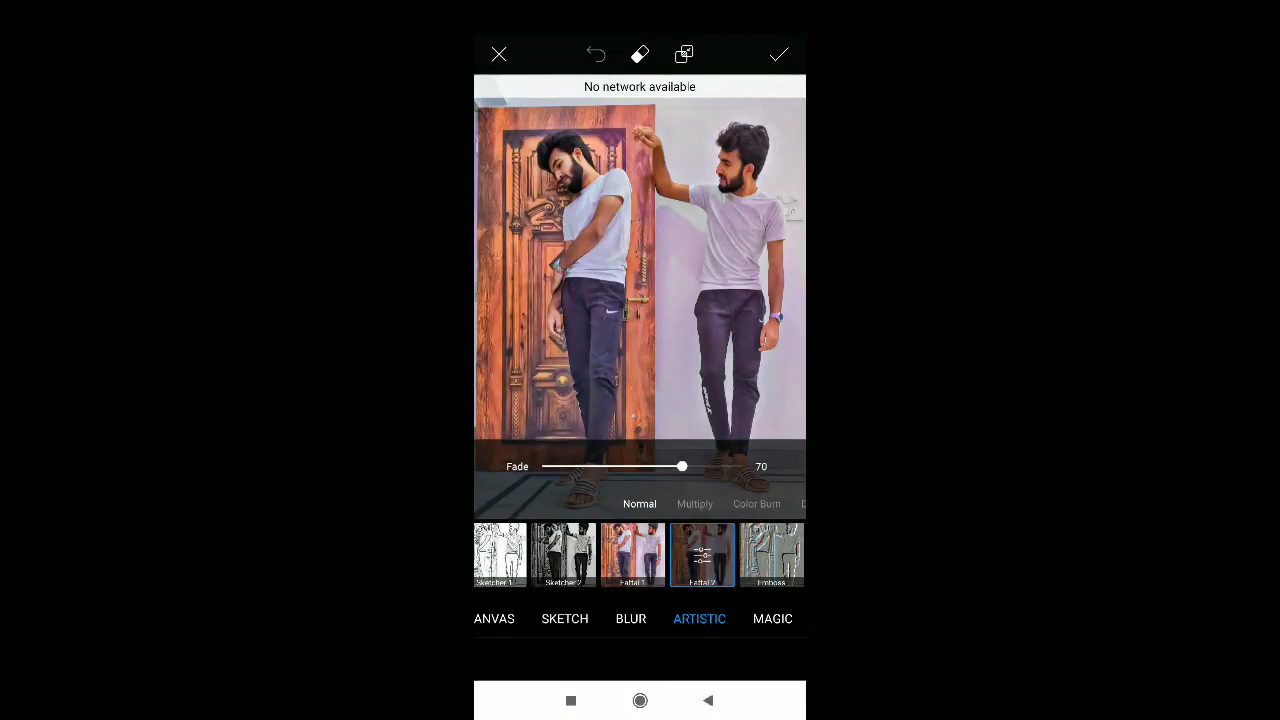 No network available
Fade 70
Normal Multiply Color Burn D
Sketcher 1 Sketcher 2 Fattal 1 Fattal 2 Emboss
ANVAS SKETCH BLUR ARTISTIC MAGIC